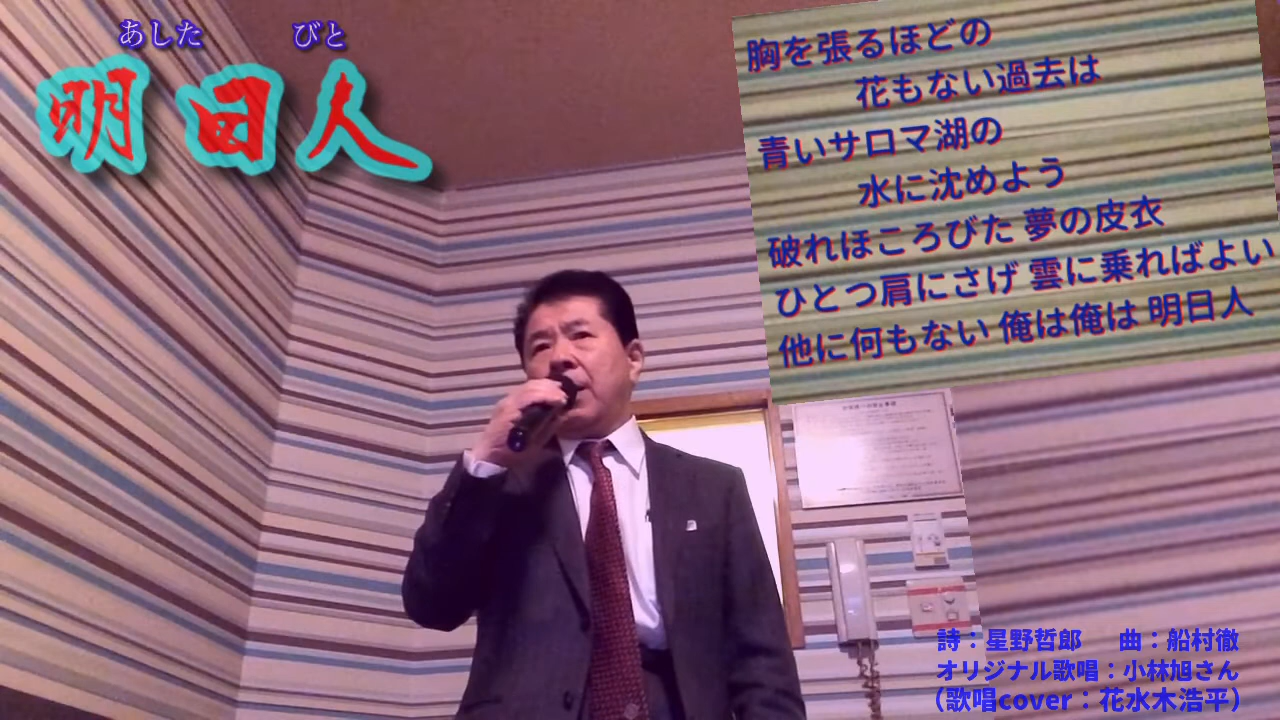 あした びと
明日人
胸を張るほどの
花もない過去は
青いサロマ湖の
水に沈めよう
破れほころびた 夢の皮衣
ひとつ肩にさげ 雲に乗ればよい
他に何もない 俺は俺は 明日人
詩：星野哲郎 曲：船村徹
オリジナル歌唱：小林旭さん
（歌唱cover：花水木浩平）